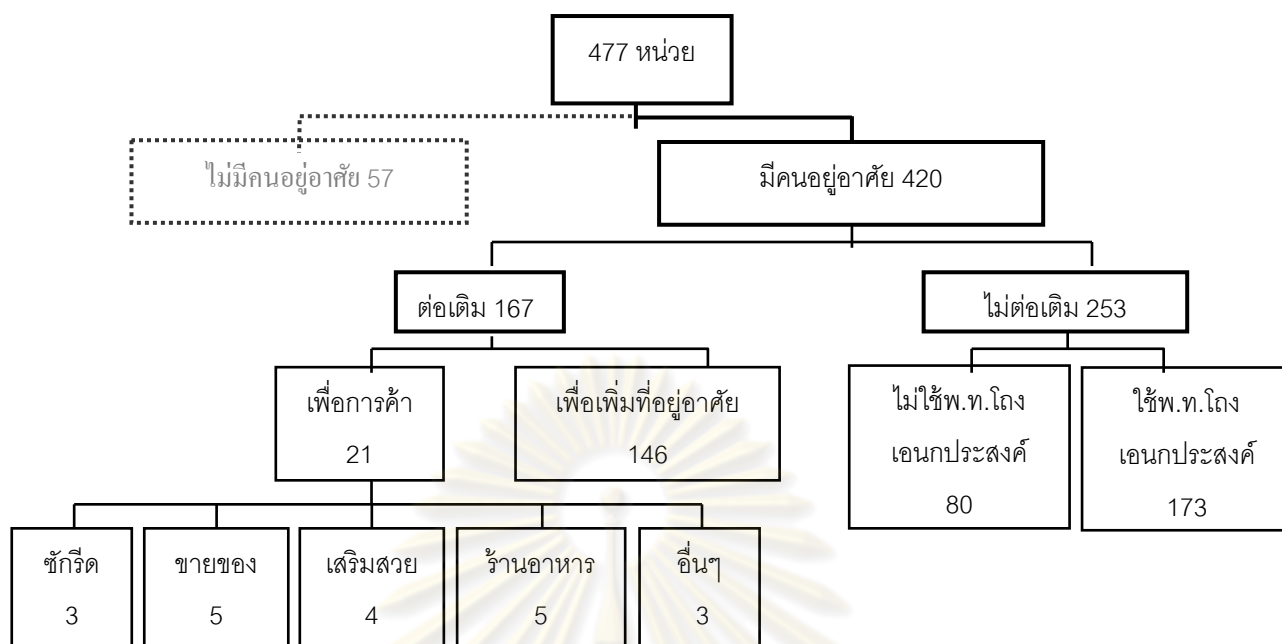 477 หน่วย
ไม่มีคนอยู่อาศัย 57
มีคนอยู่อาศัย 420
ต่อเติม 167
ไม่ต่อเติม 253
เพื่อการค้า
21
เพื่อเพิ่มที่อยู่อาศัย
146
ไม่ใช้พ.ท.โถง
เอนกประสงค์
80
ใช้พ.ท.โถง
เอนกประสงค์
173
ซักรีด
3
ขายของ
5
เสริมสวย
4
ร้านอาหาร
5
อื่นๆ
3